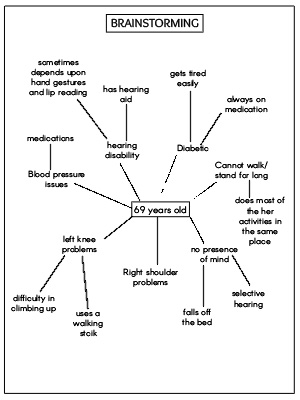 BRAINSTORMING
sometimes
depends upon
hand gestures
and lip reading
has hearing
aid
gets tired
easily
always on
medication
medications
hearing
disability
Diabetic
Blood pressure
issues
Cannot walk/
stand for long
does most of
the her
activities in
the same
place
69 years old
left knee
problems
Right shoulder
problems
no presence
of mind
difficulty in
climbing up
uses a
walking
stcik
falls off
the bed
selective
hearing